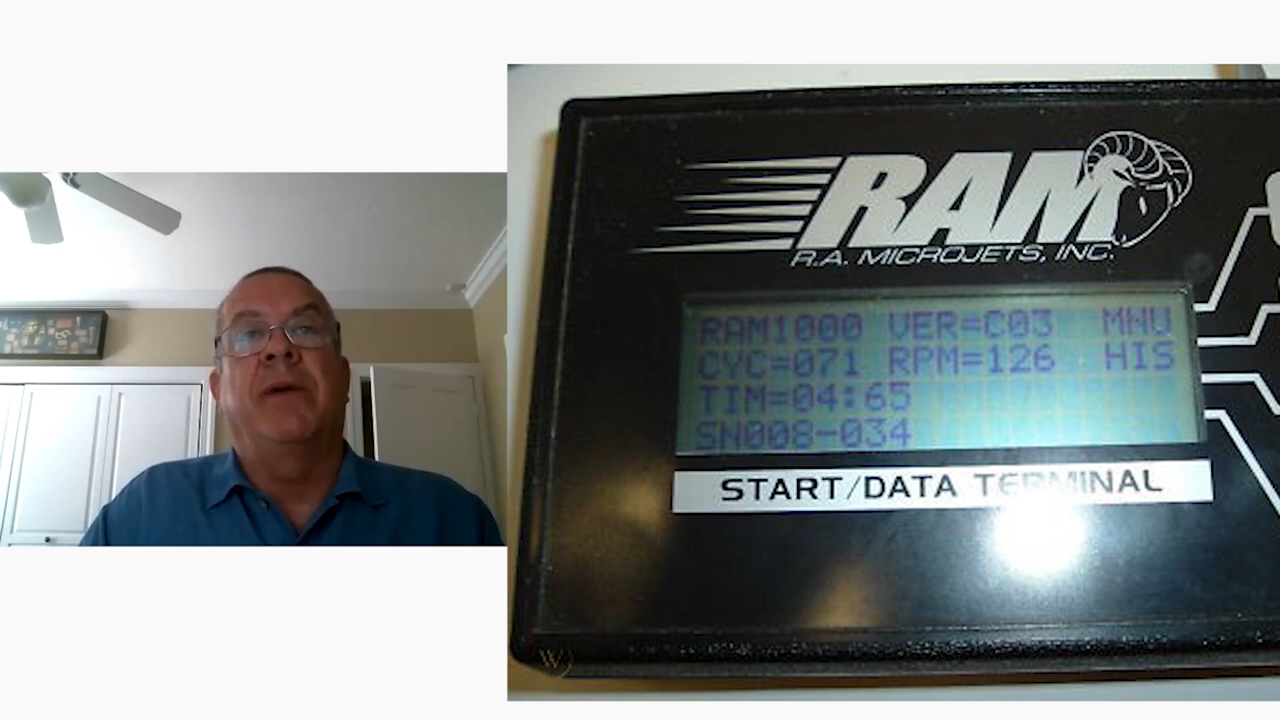 RAM
R.A. MICROJETS, INC.
RAM1000 VER=C03 MNU
CYC=071 RPM=126 HIS
TIM=04:65
SN008-034
START/DATA TERMINAL
W